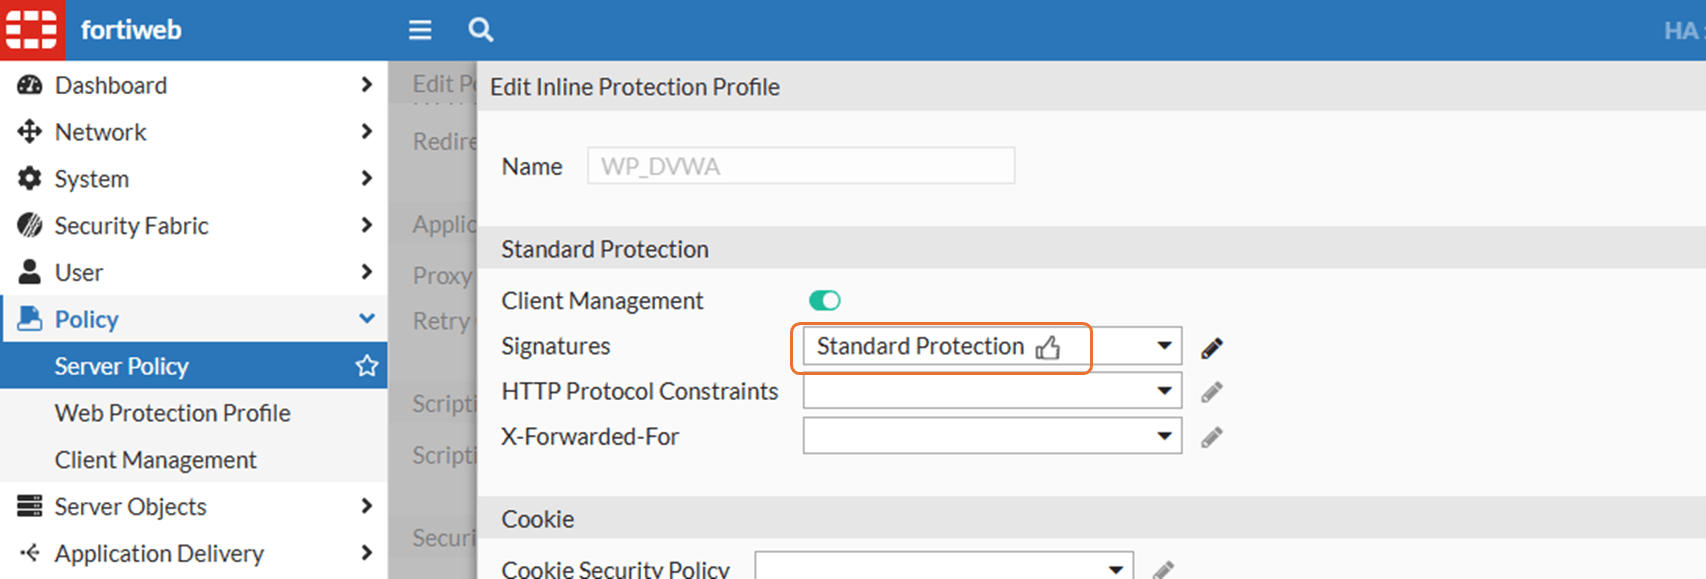 fortiweb
HA
Dashboard
Network
System
Security Fabric
User
Policy
Server Policy
Web Protection Profile
Client Management
Server Objects
Application Delivery
Edit
Redire
Applic
Proxy
Retry
Scripti
Scripti
Securi
Edit Inline Protection Profile
Name WP_DVWA
Standard Protection
Client Management
Signatures Standard Protection
HTTP Protocol Constraints
X-Forwarded-For
Cookie
Cookie Security Policy